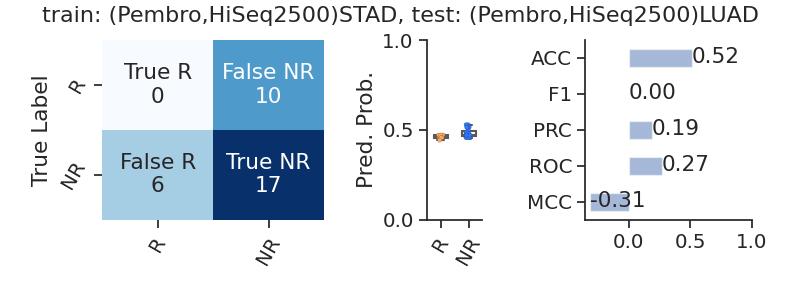 train: (Pembro,HiSeq2500)STAD, test: (Pembro,HiSeq2500)LUAD
True Label
R
NR
True R
0
False NR
10
False R
6
True NR
17
R
NR
Pred. Prob.
1.0
0.5
0.0
R
NR
ACC
0.52
F1
0.00
PRC
0.19
ROC
0.27
MCC
-0.31
0.0
0.5
1.0